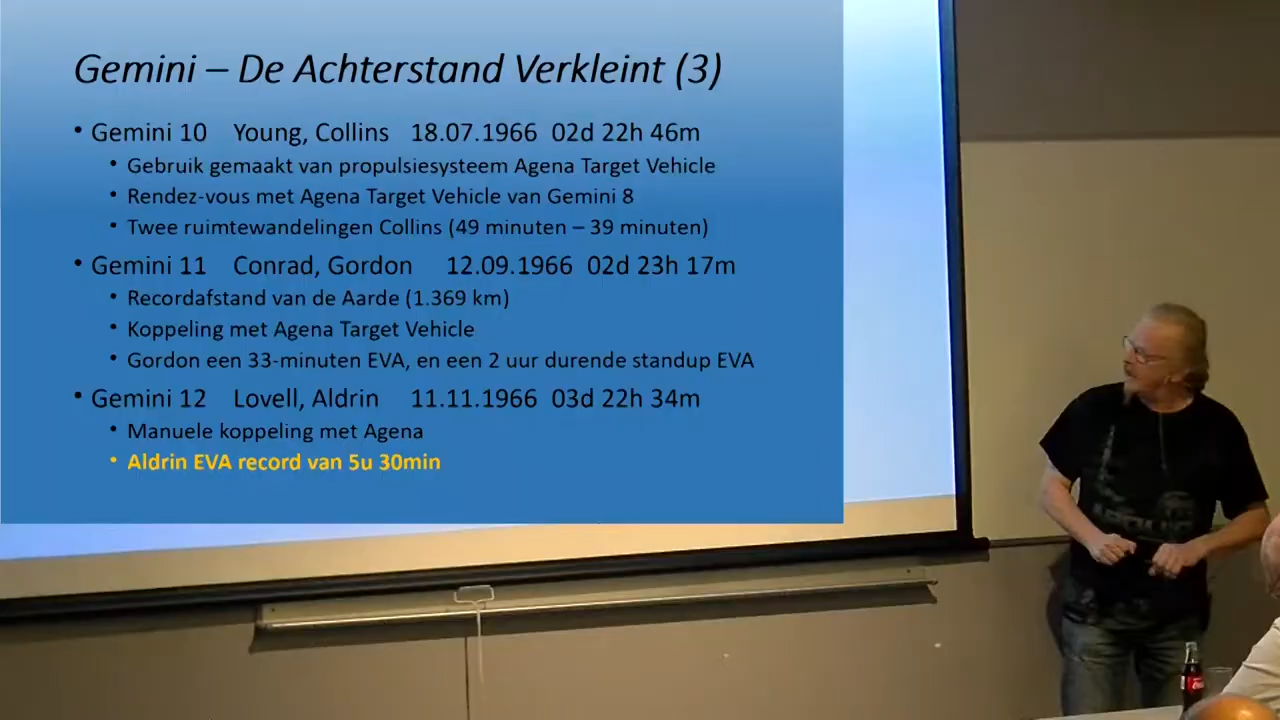 Gemini – De Achterstand Verkleint (3)
• Gemini 10 Young, Collins 18.07.1966 02d 22h 46m
• Gebruik gemaakt van propulsiesysteem Agena Target Vehicle
• Rendez-vous met Agena Target Vehicle van Gemini 8
• Twee ruimtewandelingen Collins (49 minuten – 39 minuten)
• Gemini 11 Conrad, Gordon 12.09.1966 02d 23h 17m
• Recordafstand van de Aarde (1.369 km)
• Koppeling met Agena Target Vehicle
• Gordon een 33-minuten EVA, en een 2 uur durende standup EVA
• Gemini 12 Lovell, Aldrin 11.11.1966 03d 22h 34m
• Manuele koppeling met Agena
• Aldrin EVA record van 5u 30min